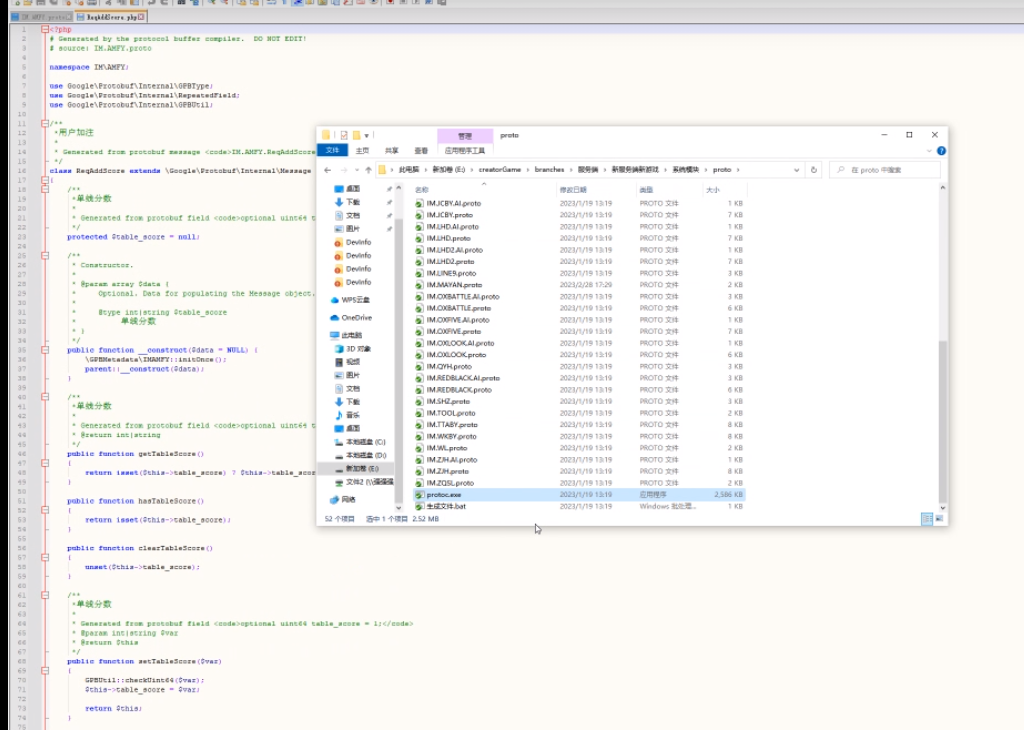 IM.AMFY.proto
ReqAddScore.php
<?php
# Generated by the protocol buffer compiler.  DO NOT EDIT!
# source: IM.AMFY.proto
namespace IM\AMFY;
use Google\Protobuf\Internal\GPBType;
use Google\Protobuf\Internal\RepeatedField;
use Google\Protobuf\Internal\GPBUtil;
/**
*用户加注
*
* Generated from protobuf message <code>IM.AMFY.ReqAddScore
*/
class ReqAddScore extends \Google\Protobuf\Internal\Message
{
/**
*单线分数
*
* Generated from protobuf field <code>optional uint64 t
*/
protected $table_score = null;
/**
* Constructor.
*
* @param array $data {
*     Optional. Data for populating the Message object.
*
*     @type int|string $table_score
*          单线分数
* }
*/
public function __construct($data = NULL) {
\GPBMetadata\IMAMFY::initOnce();
parent::__construct($data);
}
/**
*单线分数
*
* Generated from protobuf field <code>optional uint64 t
* @return int|string
*/
public function getTableScore()
{
return isset($this->table_score) ? $this->table_scor
}
public function hasTableScore()
{
return isset($this->table_score);
}
public function clearTableScore()
{
unset($this->table_score);
}
/**
*单线分数
*
* Generated from protobuf field <code>optional uint64 table_score = 1;</code>
* @param int|string $var
* @return $this
*/
public function setTableScore($var)
{
GPBUtil::checkUint64($var);
$this->table_score = $var;
return $this;
}
管理 proto
文件 主页 共享 查看 应用程序工具
此电脑 › 新加卷 (E:) › creatorGame › branches › 服务端 › 新服务端新游戏 › 系统模块 › proto ›
在 proto 中搜索
桌面
下载
文档
图片
DevInfo
DevInfo
DevInfo
DevInfo
WPS云盘
OneDrive
此电脑
3D 对象
视频
图片
文档
下载
音乐
桌面
本地磁盘 (C:)
本地磁盘 (D:)
新加卷 (E:)
网络
名称 修改日期 类型 大小
IM.JCBY.AI.proto 2023/1/19 13:19 PROTO 文件 1 KB
IM.JCBY.proto 2023/1/19 13:19 PROTO 文件 7 KB
IM.LHD.AI.proto 2023/1/19 13:19 PROTO 文件 1 KB
IM.LHD.proto 2023/1/19 13:19 PROTO 文件 7 KB
IM.LHD2.AI.proto 2023/1/19 13:19 PROTO 文件 1 KB
IM.LHD2.proto 2023/1/19 13:19 PROTO 文件 7 KB
IM.LINE9.proto 2023/1/19 13:19 PROTO 文件 3 KB
IM.MAYAN.proto 2023/2/28 17:29 PROTO 文件 2 KB
IM.OXBATTLE.AI.proto 2023/1/19 13:19 PROTO 文件 3 KB
IM.OXBATTLE.proto 2023/1/19 13:19 PROTO 文件 6 KB
IM.OXFIVE.AI.proto 2023/1/19 13:19 PROTO 文件 1 KB
IM.OXFIVE.proto 2023/1/19 13:19 PROTO 文件 7 KB
IM.OXLOOK.AI.proto 2023/1/19 13:19 PROTO 文件 1 KB
IM.OXLOOK.proto 2023/1/19 13:19 PROTO 文件 6 KB
IM.QYH.proto 2023/1/19 13:19 PROTO 文件 3 KB
IM.REDBLACK.AI.proto 2023/1/19 13:19 PROTO 文件 3 KB
IM.REDBLACK.proto 2023/1/19 13:19 PROTO 文件 6 KB
IM.SHZ.proto 2023/1/19 13:19 PROTO 文件 3 KB
IM.TOOL.proto 2023/1/19 13:19 PROTO 文件 2 KB
IM.TTABY.proto 2023/1/19 13:19 PROTO 文件 8 KB
IM.WKBY.proto 2023/1/19 13:19 PROTO 文件 8 KB
IM.WL.proto 2023/1/19 13:19 PROTO 文件 2 KB
IM.ZJH.AI.proto 2023/1/19 13:19 PROTO 文件 1 KB
IM.ZJH.proto 2023/1/19 13:19 PROTO 文件 8 KB
IM.ZQSL.proto 2023/1/19 13:19 PROTO 文件 2 KB
protoc.exe 2023/1/19 13:19 应用程序 2,586 KB
生成文件.bat 2023/1/19 13:19 Windows 批处理... 1 KB
52 个项目 选中 1 个项目 2.52 MB